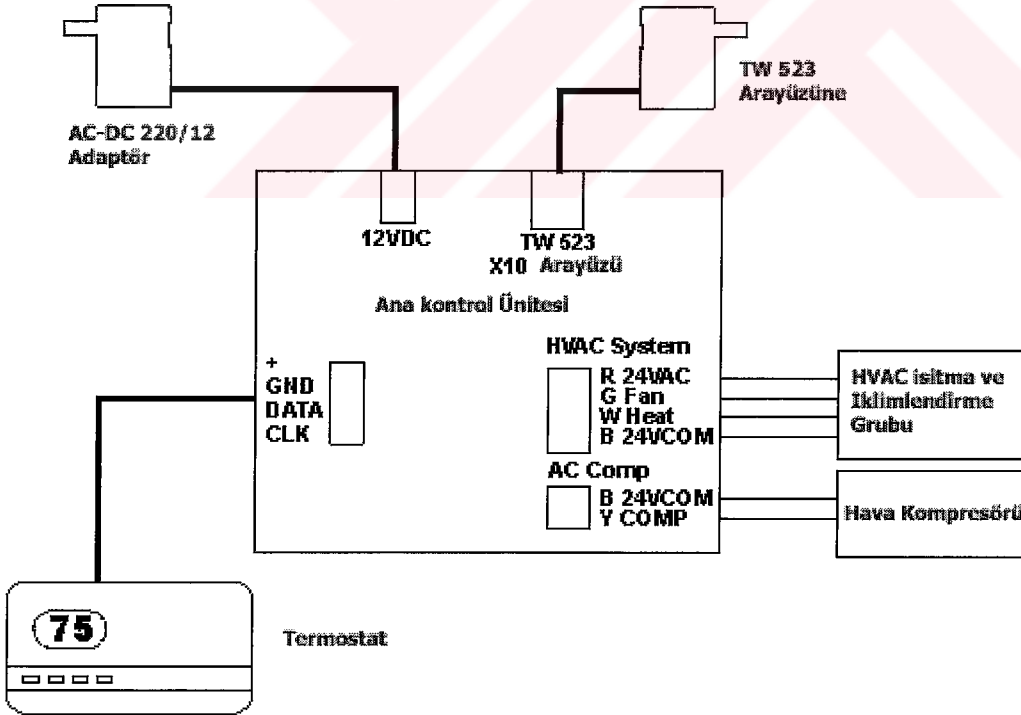 AC-DC 220/12
Adaptör
TW 523
Arayüzüne
12VDC
TW 523
X10 Arayüzü
Ana kontrol Ünitesi
+
GND
DATA
CLK
HVAC System
R 24VAC
G Fan
W Heat
B 24VCOM
AC Comp
B 24VCOM
Y COMP
HVAC isitma ve
Iklimlendirme
Grubu
Hava Kompresörü
75
Termostat